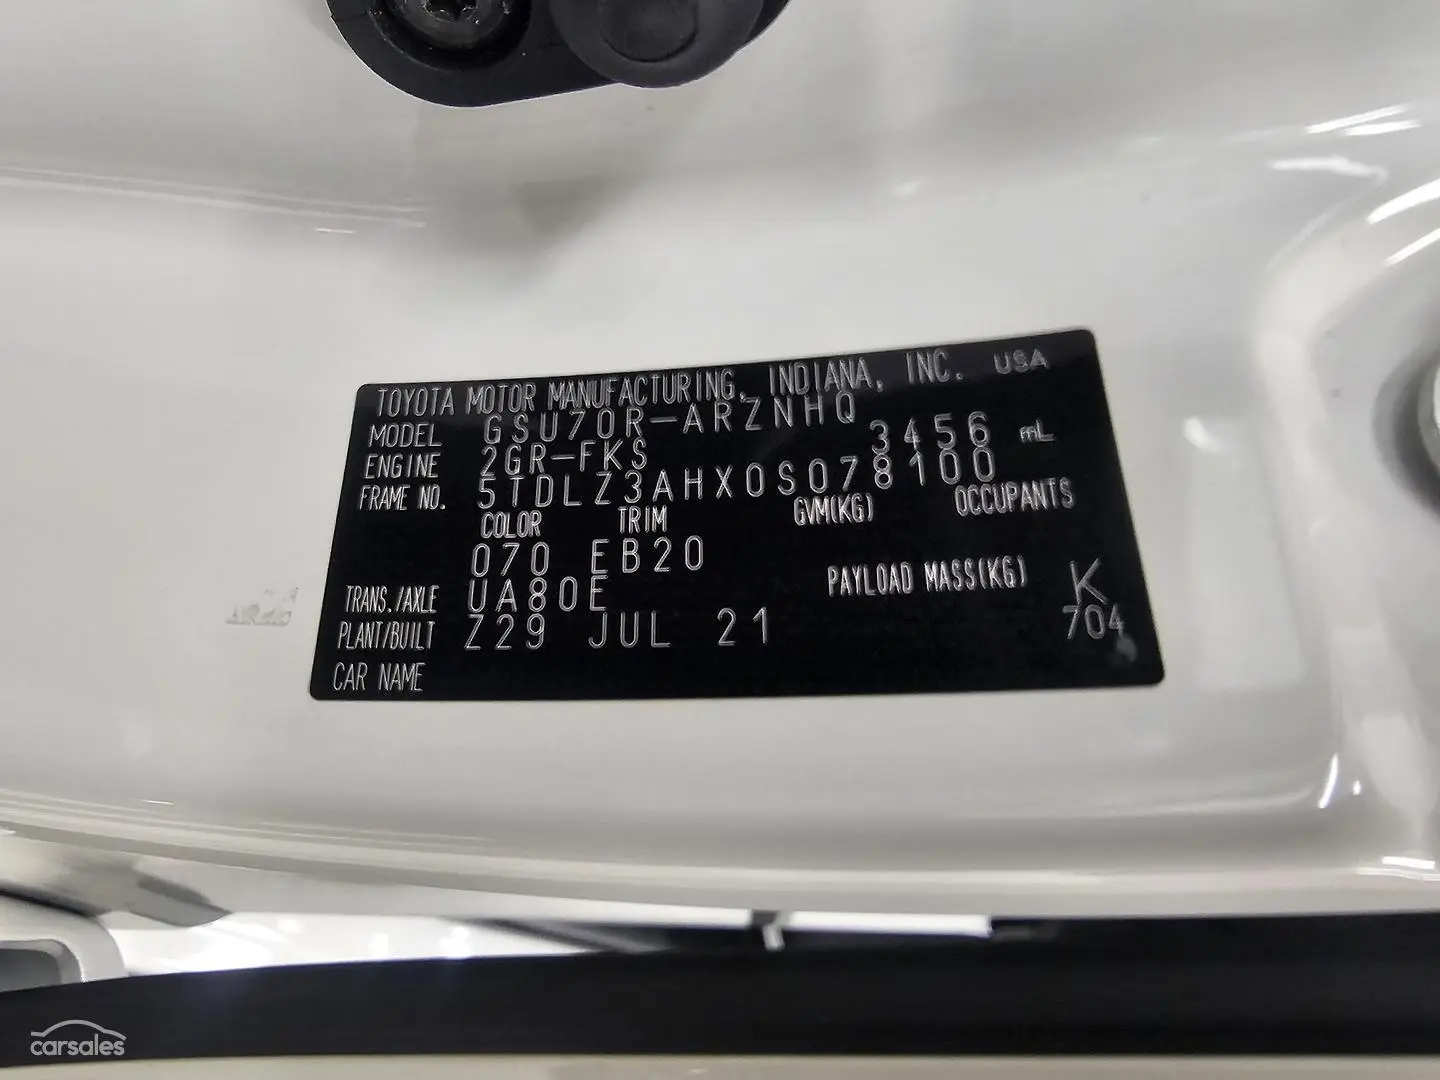 TOYOTA MOTOR MANUFACTURING, INDIANA, INC. USA
MODEL GSU70R-ARZNHQ
ENGINE 2GR-FKS 3456 mL
FRAME NO. 5TDLZ3AHX0S078100
COLOR TRIM GVM(KG) OCCUPANTS
070 EB20
PAYLOAD MASS(KG) K
TRANS./AXLE UA80E
PLANT/BUILT Z29 JUL 21 704
CAR NAME
carsales